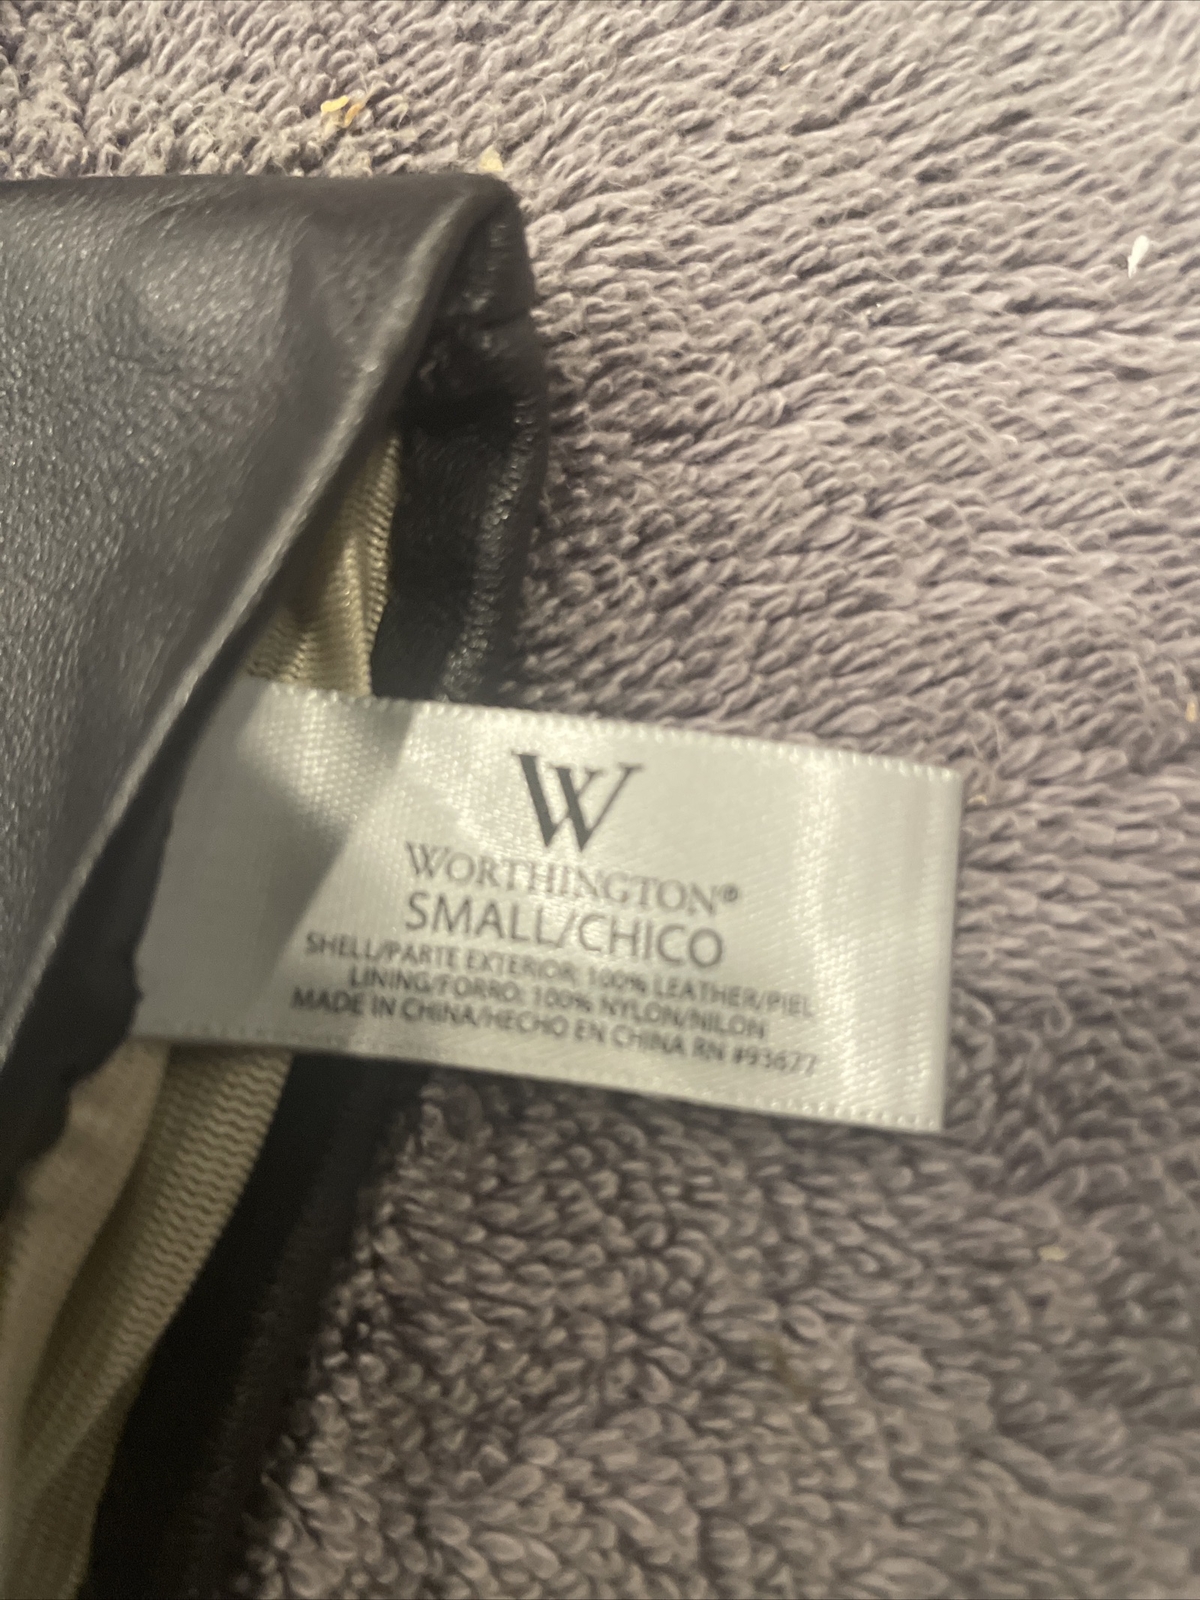 W
WORTHINGTON®
SMALL/CHICO
SHELL/PARTE EXTERIOR: 100% LEATHER/PIEL
LINING/FORRO: 100% NYLON/NILON
MADE IN CHINA/HECHO EN CHINA RN #93677